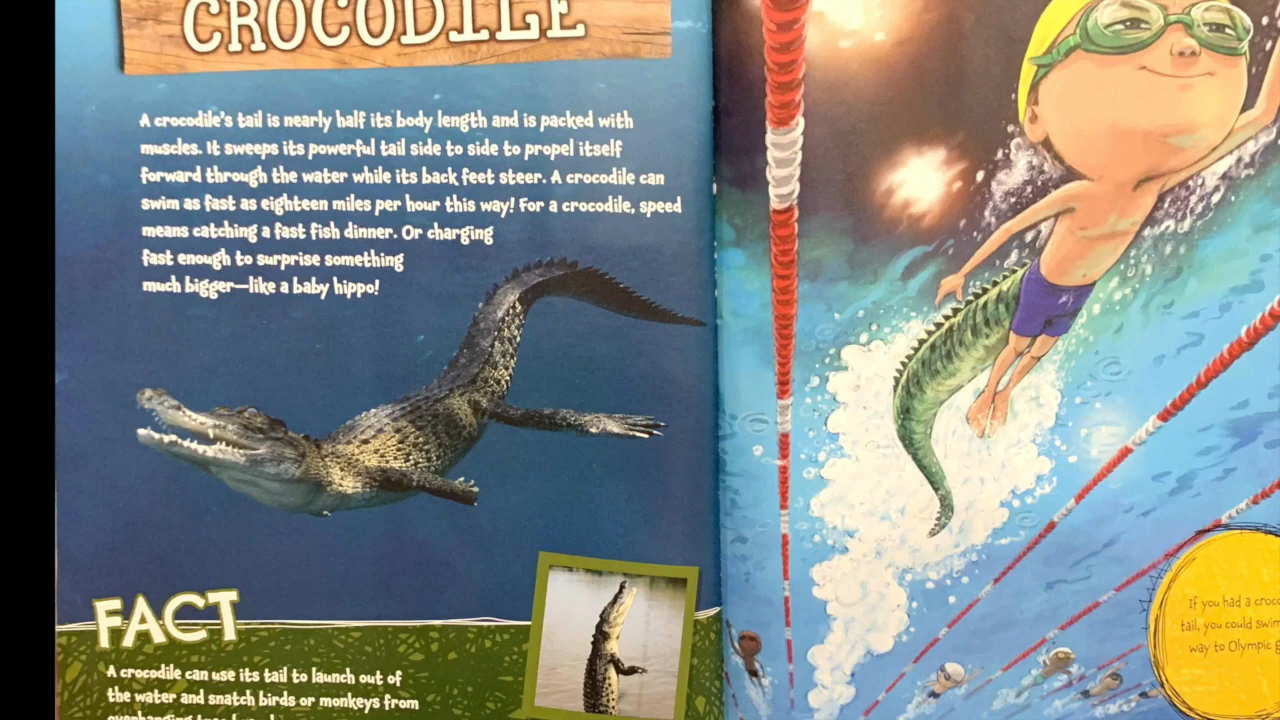 CROCODILE
A crocodile's tail is nearly half its body length and is packed with
muscles. It sweeps its powerful tail side to side to propel itself
forward through the water while its back feet steer. A crocodile can
swim as fast as eighteen miles per hour this way! For a crocodile, speed
means catching a fast fish dinner. Or charging
fast enough to surprise something
much bigger—like a baby hippo!
FACT
A crocodile can use its tail to launch out of
the water and snatch birds or monkeys from
If you had a croc
tail, you could swim
way to Olympic g